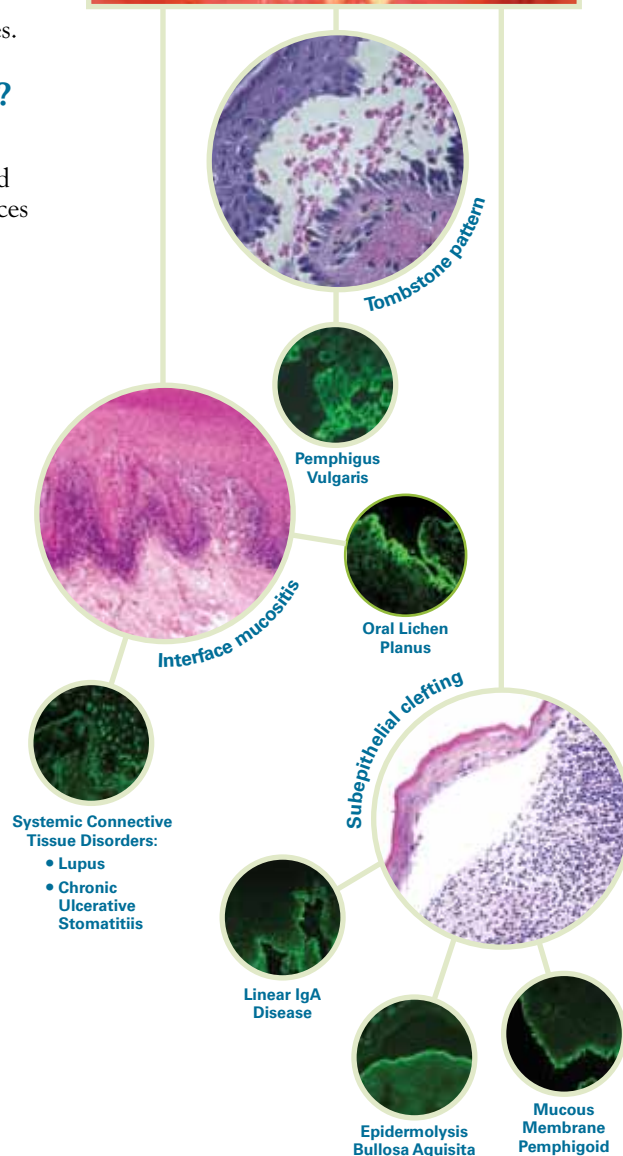 es.
?
d
ces
Tombstone pattern
Pemphigus
Vulgaris
Interface mucositis
Oral Lichen
Planus
Systemic Connective
Tissue Disorders:
• Lupus
• Chronic
Ulcerative
Stomatitiis
Subepithelial clefting
Linear IgA
Disease
Epidermolysis
Bullosa Aquisita
Mucous
Membrane
Pemphigoid